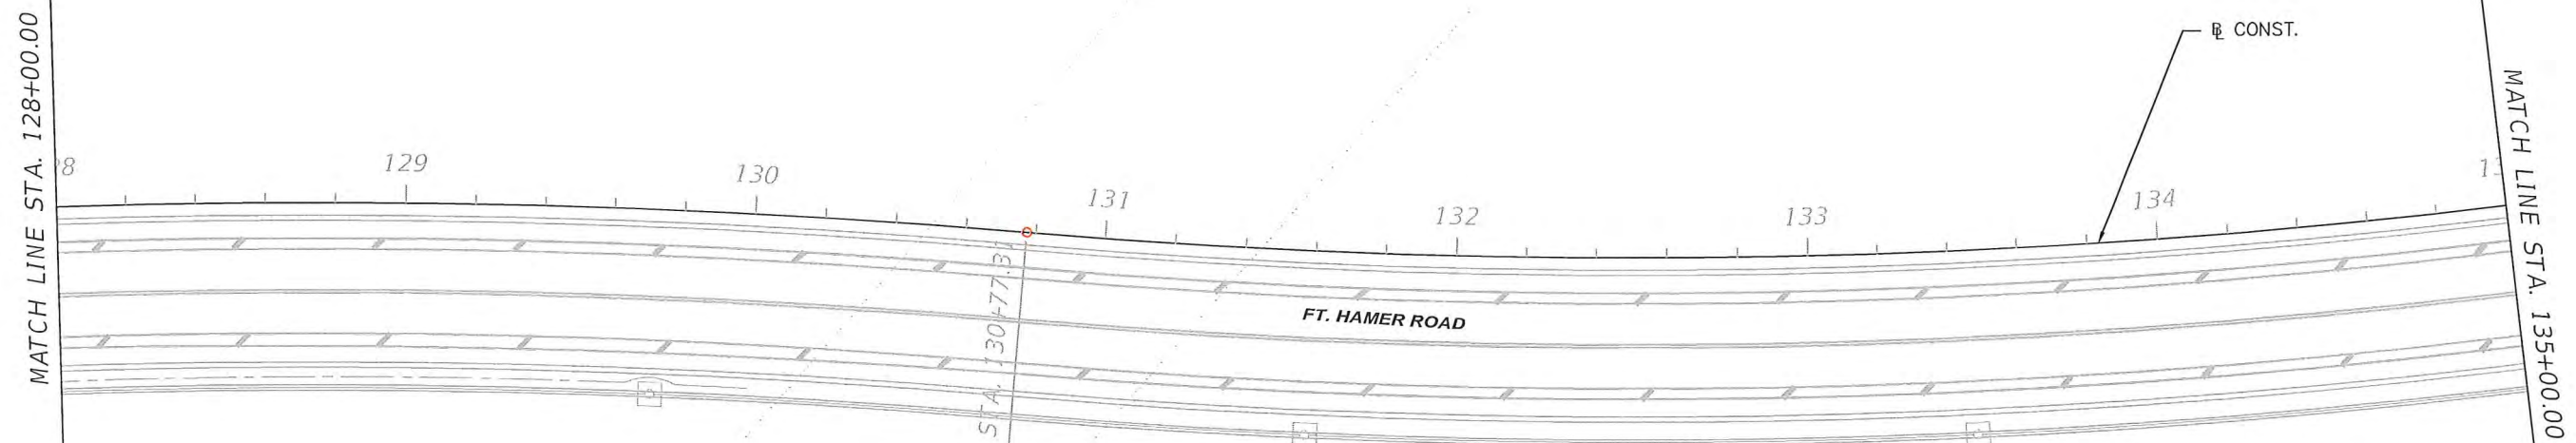 MATCH LINE STA. 128+00.00
129
130
131
132
133
134
℄ CONST.
STA. 130+77.31
FT. HAMER ROAD
MATCH LINE STA. 135+00.00